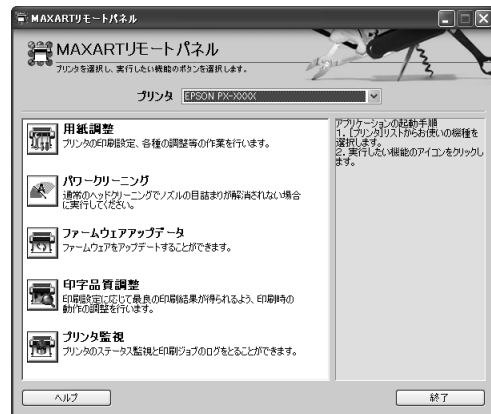 MAXARTリモートパネル
MAXARTリモートパネル
プリンタを選択し、実行したい機能のボタンを選択します。
プリンタ EPSON PX-XXXX
用紙調整
プリンタの印刷設定、各種の調整等の作業を行います。
パワークリーニング
通常のヘッドクリーニングでノズルの目詰まりが解消されない場合
に実行してください。
ファームウェアアップデータ
ファームウェアをアップデートすることができます。
印字品質調整
印刷設定に応じて最良の印刷結果が得られるよう、印刷時の
動作の調整を行います。
プリンタ監視
プリンタのステータス監視と印刷ジョブのログをとることができます。
アプリケーションの起動手順
1. [プリンタ]リストからお使いの機種を
選択します。
2. 実行したい機能のアイコンをクリックし
ます。
ヘルプ
終了